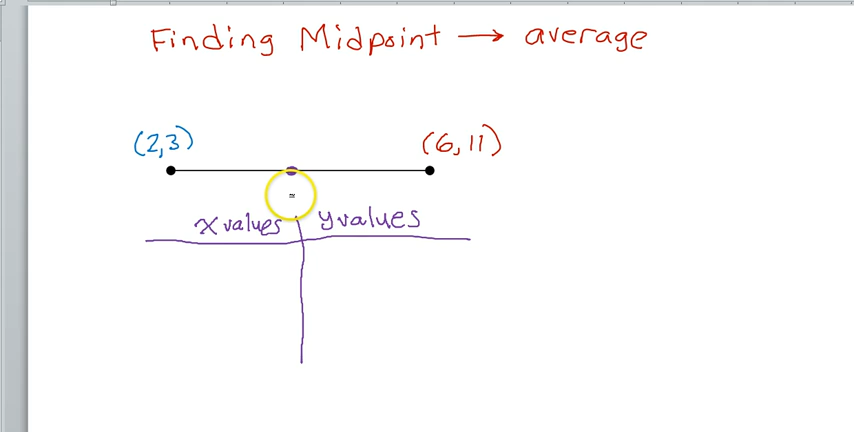 Finding Midpoint → average
(2,3) (6,11)
x values y values